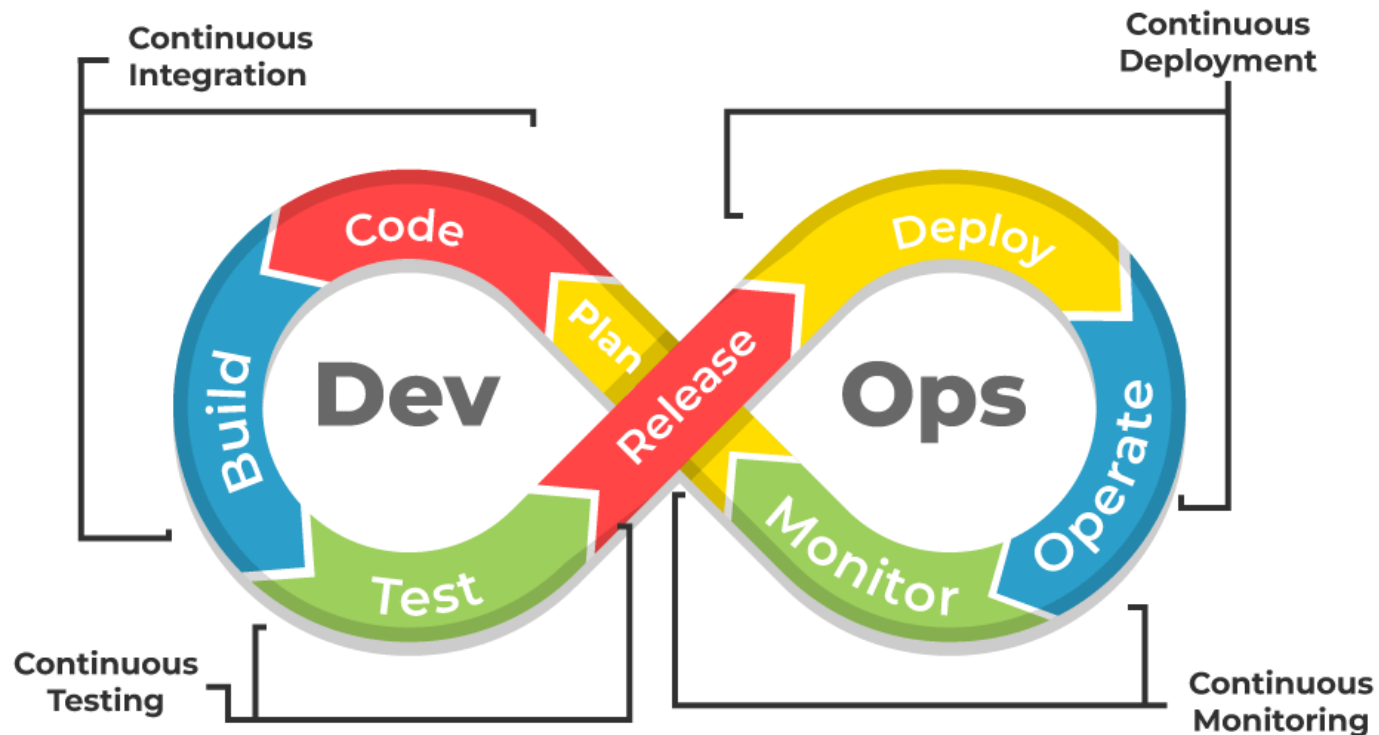 Continuous
Integration
Continuous
Deployment
Code
Deploy
Plan
Release
Build
Dev
Ops
Operate
Test
Monitor
Continuous
Testing
Continuous
Monitoring